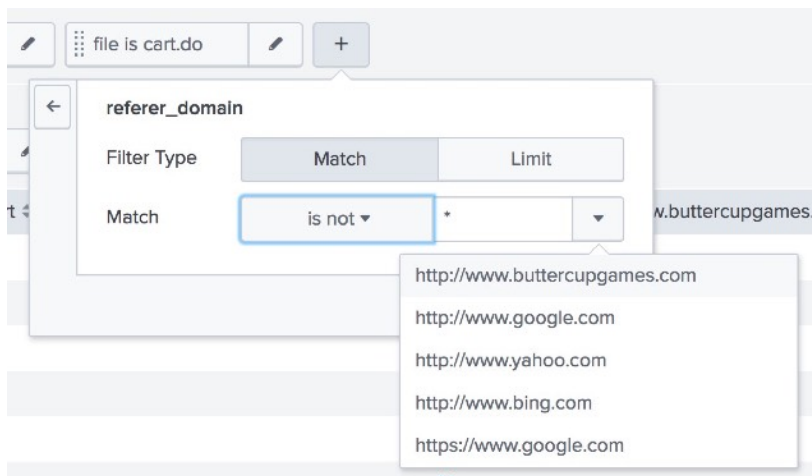 file is cart.do
+
referer_domain
Filter Type Match Limit
Match is not *
rt w.buttercupgames.
http://www.buttercupgames.com
http://www.google.com
http://www.yahoo.com
http://www.bing.com
https://www.google.com